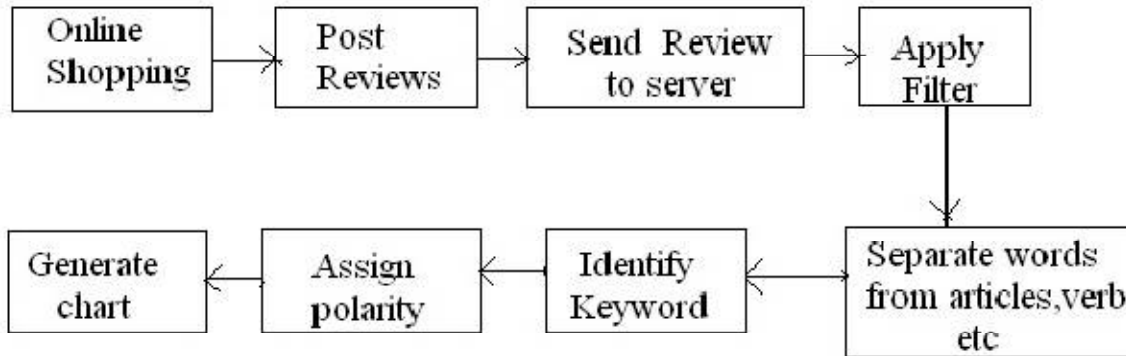 Online
Shopping
Post
Reviews
Send Review
to server
Apply
Filter
Separate words
from articles,verb
etc
Identify
Keyword
Assign
polarity
Generate
chart